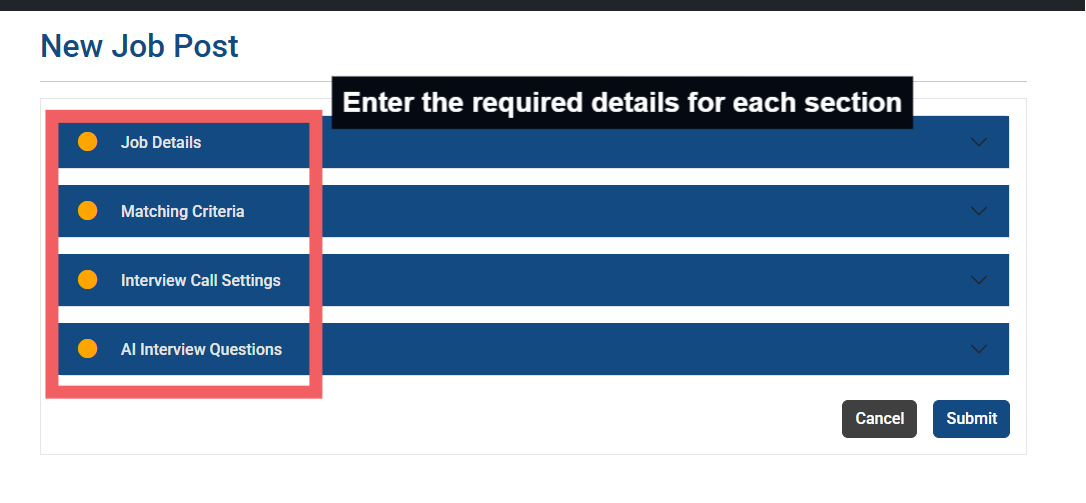 New Job Post
Enter the required details for each section
Job Details
Matching Criteria
Interview Call Settings
AI Interview Questions
Cancel
Submit